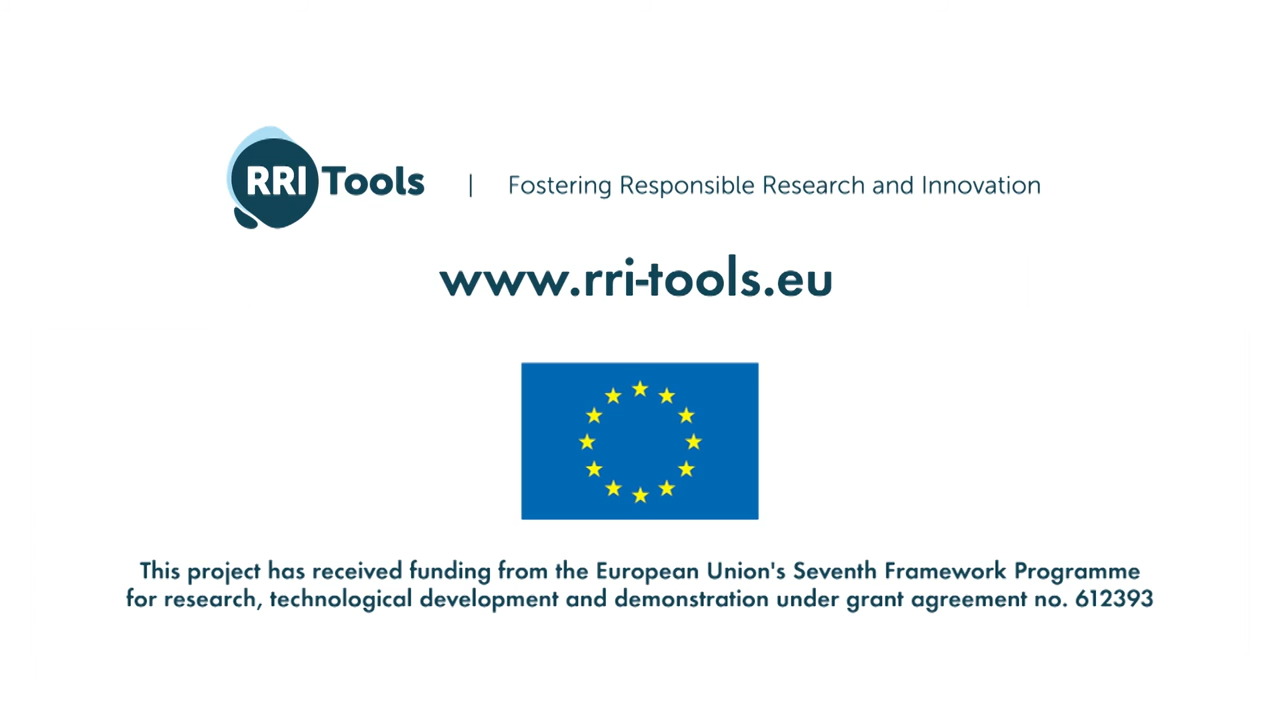 RRI Tools | Fostering Responsible Research and Innovation
www.rri-tools.eu
This project has received funding from the European Union's Seventh Framework Programme
for research, technological development and demonstration under grant agreement no. 612393